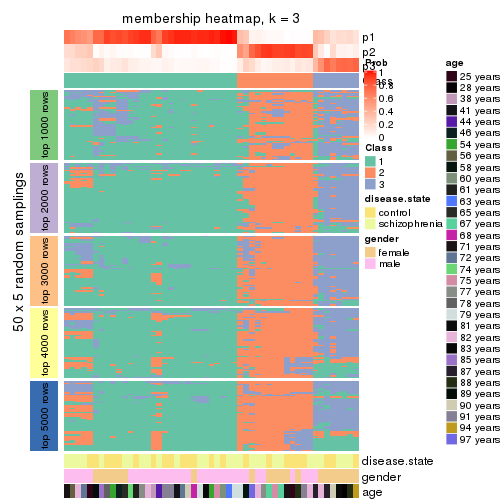 membership heatmap, k = 3
p1
p2
p3
Prob
1
0.8
0.6
0.4
0.2
0
Class
1
2
3
disease.state
control
schizophrenia
gender
female
male
age
25 years
28 years
38 years
41 years
44 years
46 years
54 years
56 years
58 years
60 years
61 years
63 years
65 years
67 years
68 years
71 years
72 years
74 years
75 years
77 years
78 years
79 years
81 years
82 years
83 years
85 years
87 years
88 years
89 years
90 years
91 years
94 years
97 years
50 x 5 random samplings
top 1000 rows
top 2000 rows
top 3000 rows
top 4000 rows
top 5000 rows
disease.state
gender
age